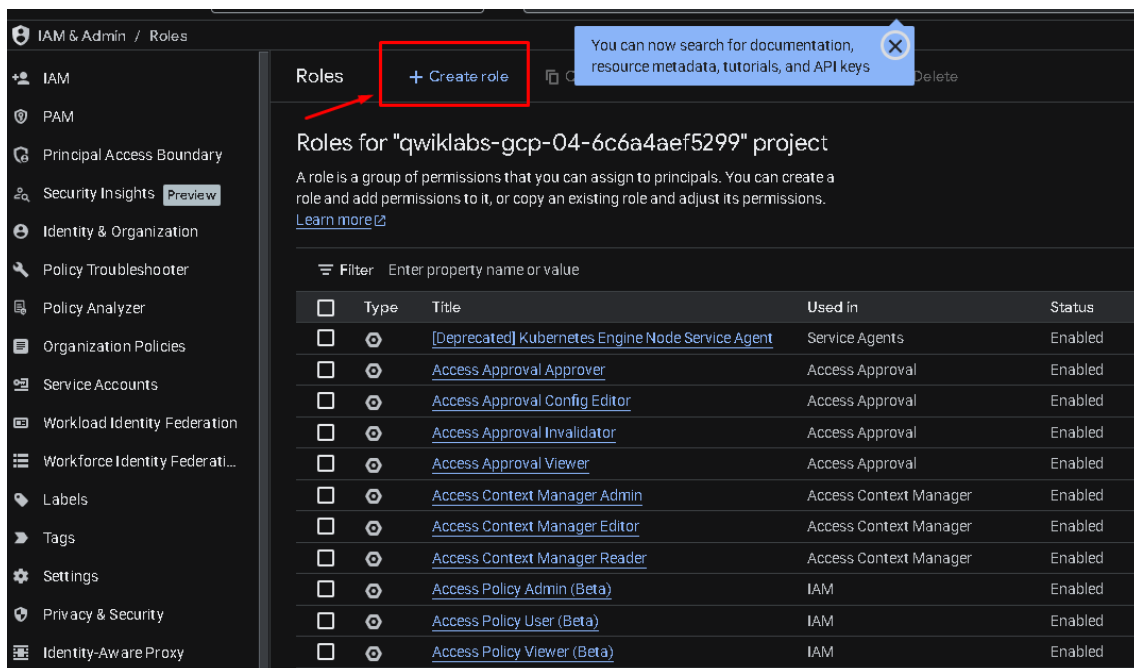 IAM & Admin / Roles
IAM
PAM
Principal Access Boundary
Security Insights Preview
Identity & Organization
Policy Troubleshooter
Policy Analyzer
Organization Policies
Service Accounts
Workload Identity Federation
Workforce Identity Federati...
Labels
Tags
Settings
Privacy & Security
Identity-Aware Proxy
Roles
+ Create role
You can now search for documentation,
resource metadata, tutorials, and API keys
Delete
Roles for "qwiklabs-gcp-04-6c6a4aef5299" project
A role is a group of permissions that you can assign to principals. You can create a
role and add permissions to it, or copy an existing role and adjust its permissions.
Learn more
Filter Enter property name or value
Type Title Used in Status
[Deprecated] Kubernetes Engine Node Service Agent Service Agents Enabled
Access Approval Approver Access Approval Enabled
Access Approval Config Editor Access Approval Enabled
Access Approval Invalidator Access Approval Enabled
Access Approval Viewer Access Approval Enabled
Access Context Manager Admin Access Context Manager Enabled
Access Context Manager Editor Access Context Manager Enabled
Access Context Manager Reader Access Context Manager Enabled
Access Policy Admin (Beta) IAM Enabled
Access Policy User (Beta) IAM Enabled
Access Policy Viewer (Beta) IAM Enabled